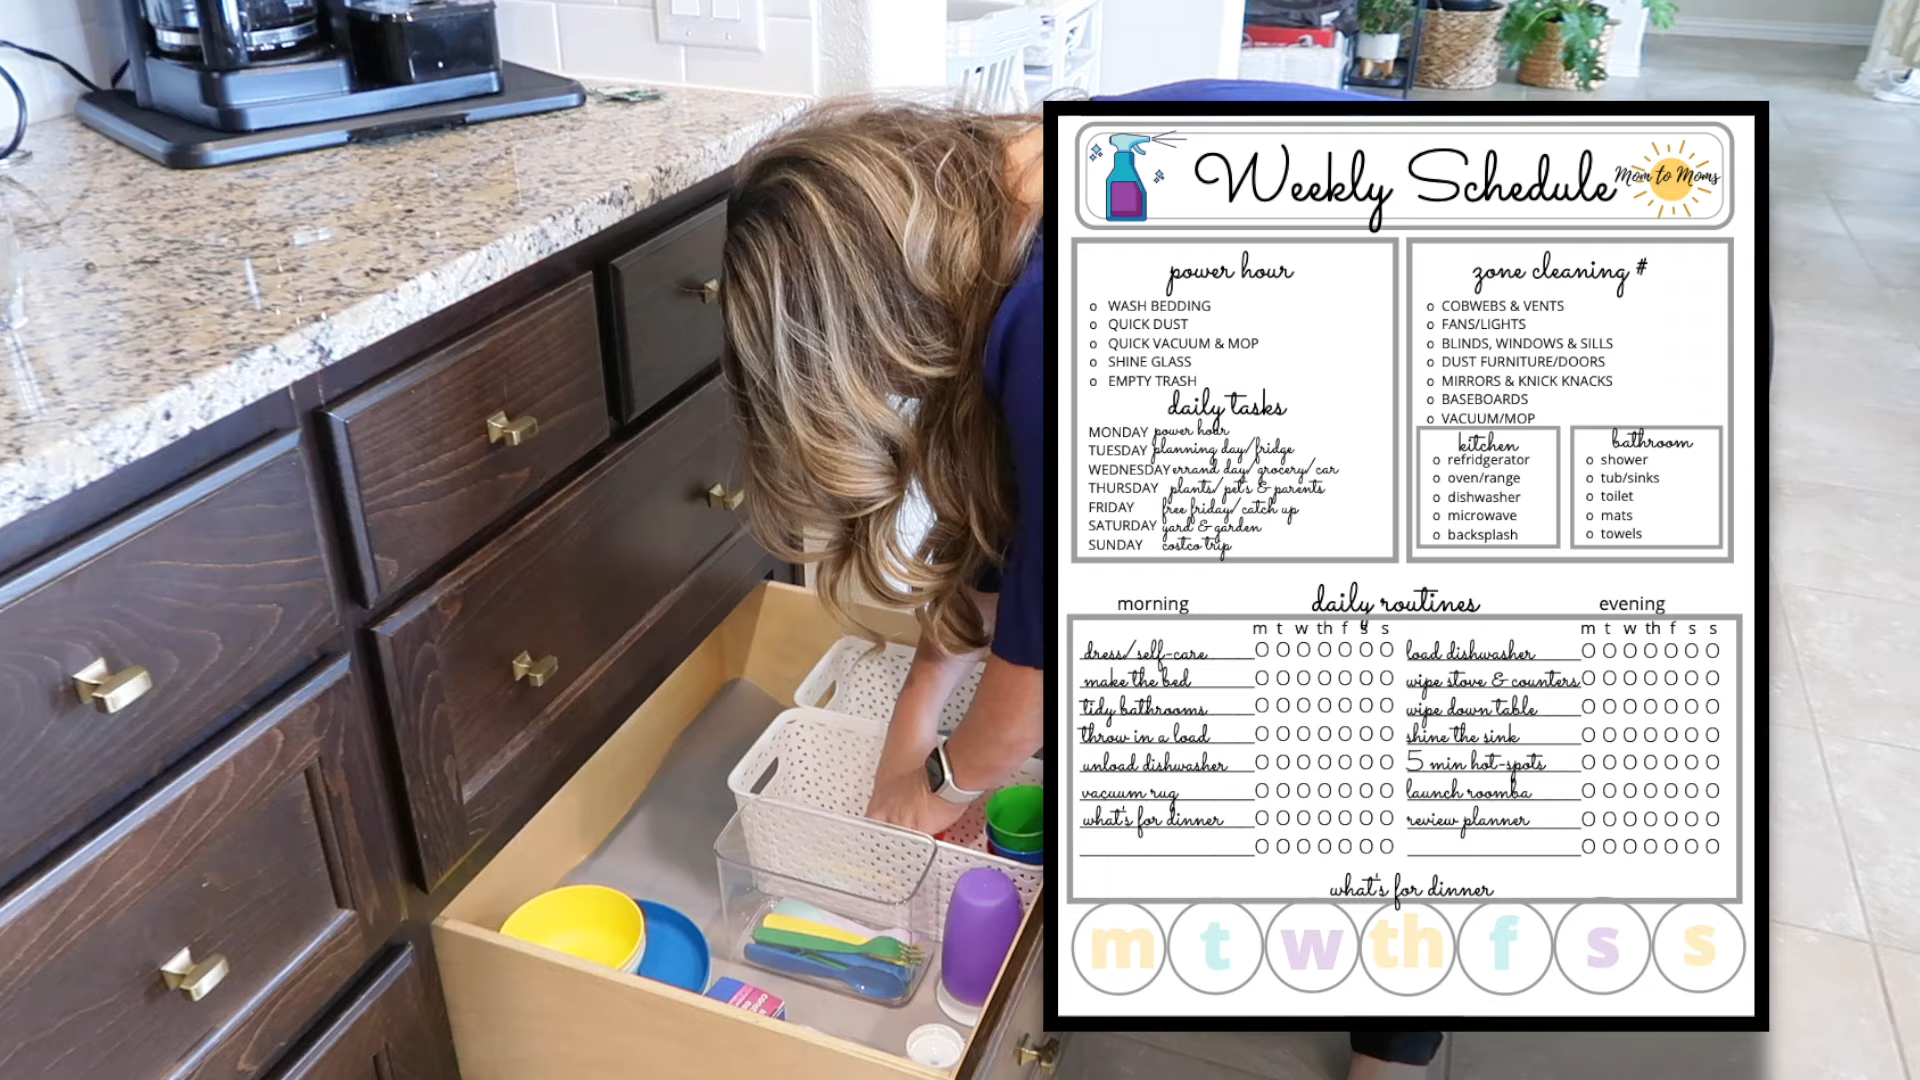 Weekly Schedule
Mom to Moms
power hour
o WASH BEDDING
o QUICK DUST
o QUICK VACUUM & MOP
o SHINE GLASS
o EMPTY TRASH
daily tasks
MONDAY power hour
TUESDAY planning day/fridge
WEDNESDAY errand day/grocery/car
THURSDAY plants/pet's & parents
FRIDAY free friday/catch up
SATURDAY yard & garden
SUNDAY costco trip
zone cleaning #
o COBWEBS & VENTS
o FANS/LIGHTS
o BLINDS, WINDOWS & SILLS
o DUST FURNITURE/DOORS
o MIRRORS & KNICK KNACKS
o BASEBOARDS
o VACUUM/MOP
kitchen
o refridgerator
o oven/range
o dishwasher
o microwave
o backsplash
bathroom
o shower
o tub/sinks
o toilet
o mats
o towels
daily routines
morning
m t w th f s s
dress/self-care
make the bed
tidy bathrooms
throw in a load
unload dishwasher
vacuum rug
what's for dinner
evening
m t w th f s s
load dishwasher
wipe stove & counters
wipe down table
shine the sink
5 min hot-spots
launch roomba
review planner
what's for dinner
m t w th f s s